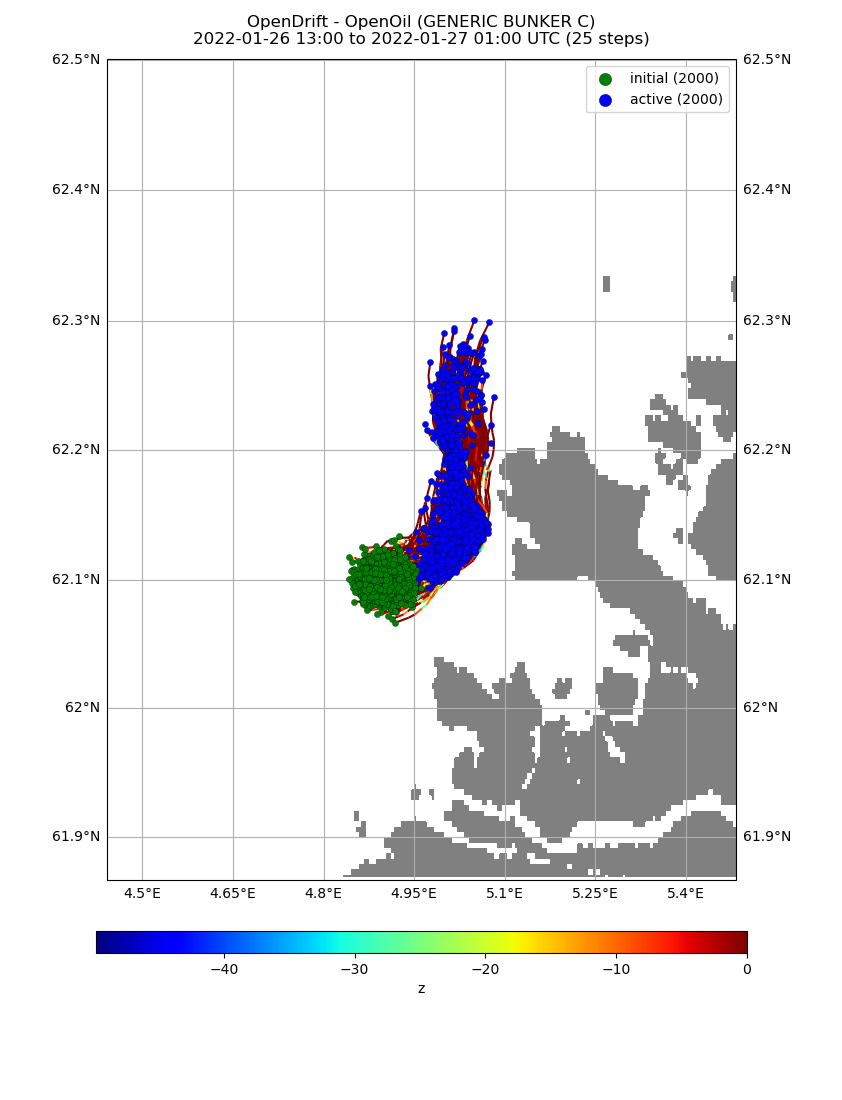 OpenDrift - OpenOil (GENERIC BUNKER C)
2022-01-26 13:00 to 2022-01-27 01:00 UTC (25 steps)
62.5°N 62.5°N
initial (2000)
active (2000)
62.4°N 62.4°N
62.3°N 62.3°N
62.2°N 62.2°N
62.1°N 62.1°N
62°N 62°N
61.9°N 61.9°N
4.5°E 4.65°E 4.8°E 4.95°E 5.1°E 5.25°E 5.4°E
−40 −30 −20 −10 0
z